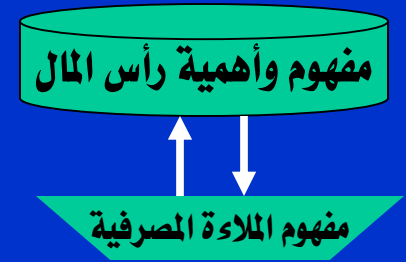 مفهوم وأهمية رأس المال
مفهوم الملاءة المصرفية